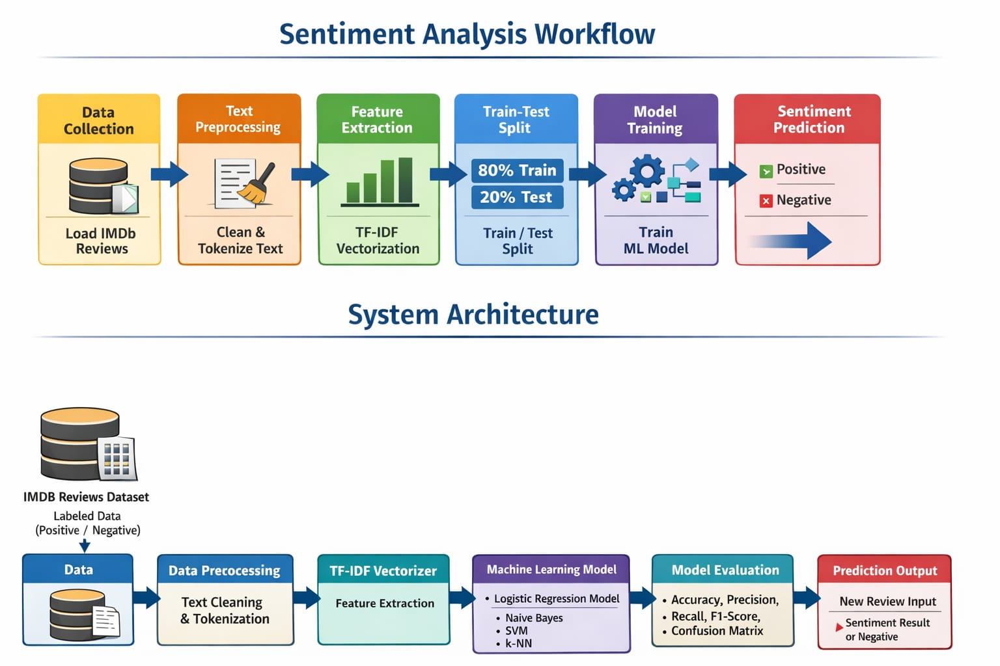 Sentiment Analysis Workflow
Data
Collection
Load IMDb
Reviews
Text
Preprocessing
Clean &
Tokenize Text
Feature
Extraction
TF-IDF
Vectorization
Train-Test
Split
80% Train
20% Test
Train / Test
Split
Model
Training
Train
ML Model
Sentiment
Prediction
Positive
Negative
System Architecture
IMDB Reviews Dataset
Labeled Data
(Positive / Negative)
Data
Data Precocessing
Text Cleaning
& Tokenization
TF-IDF Vectorizer
Feature Extraction
Machine Learning Model
• Logistic Regression Model
• Naive Bayes
• SVM
• k-NN
Model Evaluation
• Accuracy, Precision,
• Recall, F1-Score,
• Confusion Matrix
Prediction Output
New Review Input
Sentiment Result
or Negative